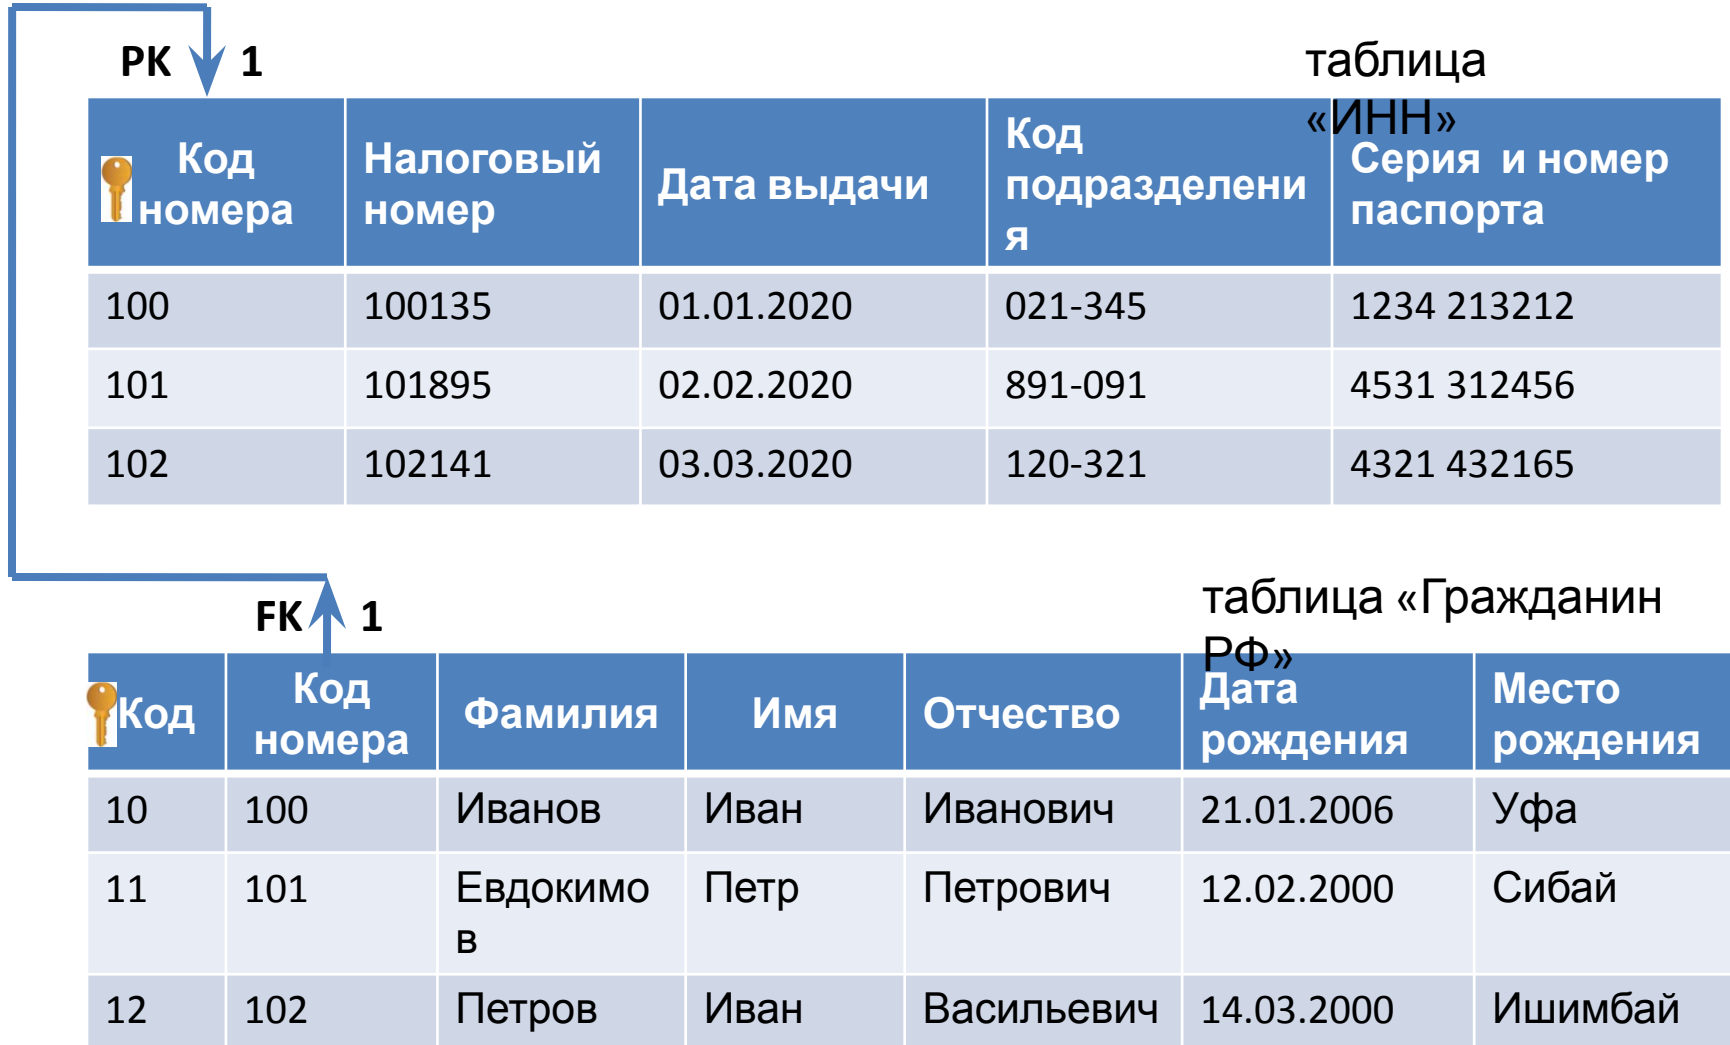 PK 1
таблица
«ИНН»
Код
номера
Налоговый
номер
Дата выдачи
Код
подразделени
я
Серия и номер
паспорта
100 100135 01.01.2020 021-345 1234 213212
101 101895 02.02.2020 891-091 4531 312456
102 102141 03.03.2020 120-321 4321 432165
FK 1
таблица «Гражданин
РФ»
Код
Код
номера
Фамилия
Имя
Отчество
Дата
рождения
Место
рождения
10 100 Иванов Иван Иванович 21.01.2006 Уфа
11 101 Евдокимо Петр Петрович 12.02.2000 Сибай
в
12 102 Петров Иван Васильевич 14.03.2000 Ишимбай